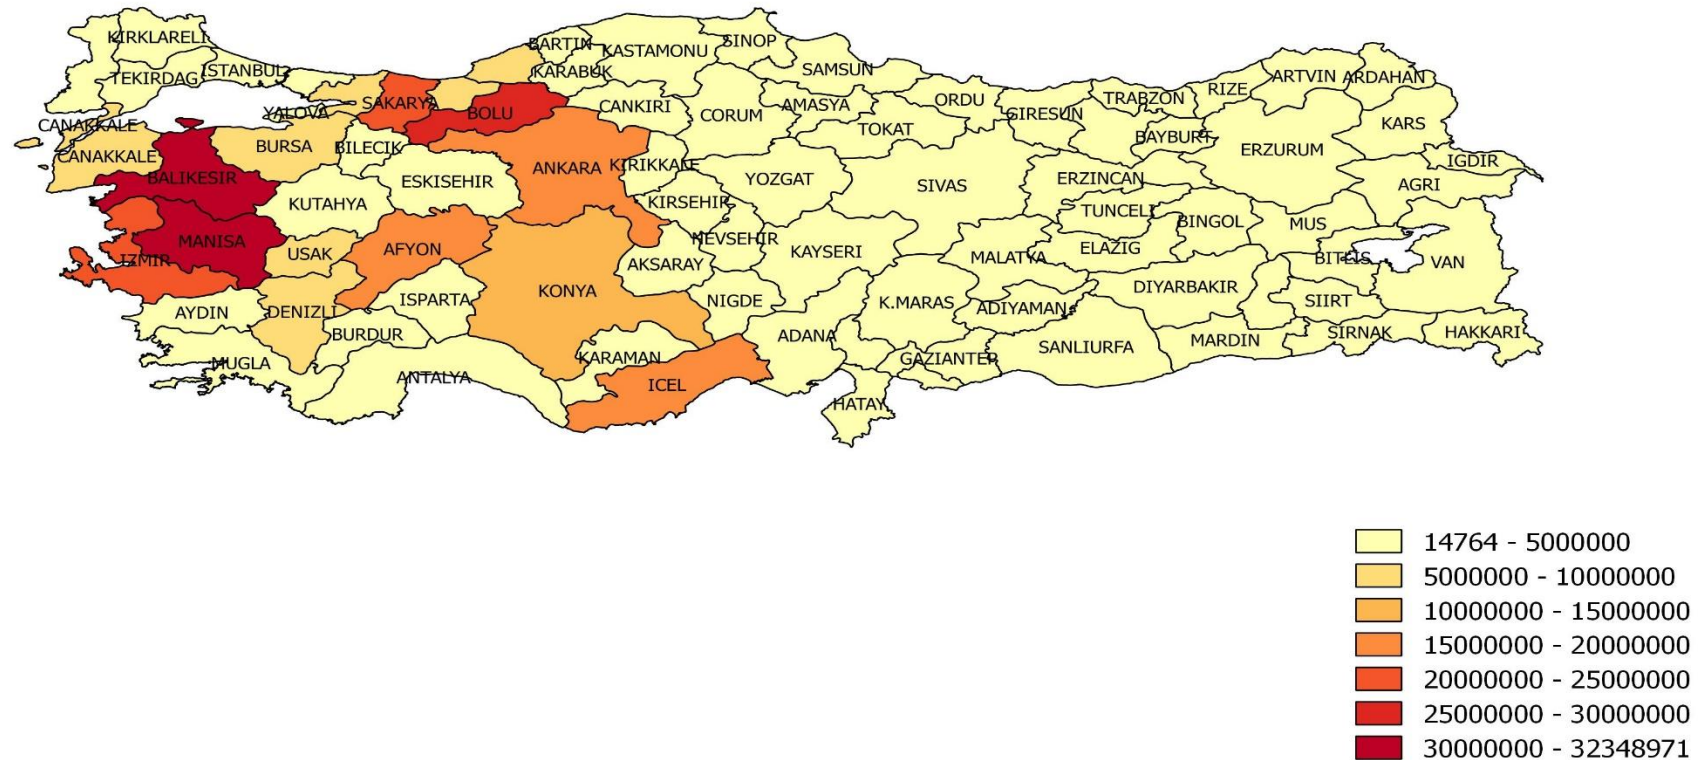 KIRKLARELI
TEKIRDAG
ISTANBUL
BARTIN
KASTAMONU
SINOP
KARABUK
SAMSUN
ARTVIN
ARDAHAN
SAKARYA
YALOVA
BOLU
CANKIRI
CORUM
AMASYA
TOKAT
ORDU
GIRESUN
TRABZON
RIZE
BAYBURT
ERZURUM
KARS
IGDIR
CANAKKALE
CANAKKALE
BURSA
BILECIK
BALIKESIR
KUTAHYA
ESKISEHIR
ANKARA
KIRIKKALE
YOZGAT
SIVAS
ERZINCAN
AGRI
KIRSEHIR
TUNCELI
BINGOL
MUS
MANISA
IZMIR
USAK
AFYON
NEVSEHIR
AKSARAY
KAYSERI
MALATYA
ELAZIG
BITLIS
VAN
AYDIN
DENIZLI
ISPARTA
KONYA
NIGDE
K.MARAS
ADIYAMAN
DIYARBAKIR
SIIRT
BURDUR
MUGLA
ANTALYA
KARAMAN
ICEL
ADANA
GAZIANTEP
SANLIURFA
MARDIN
SIRNAK
HAKKARI
HATAY
14764 - 5000000
5000000 - 10000000
10000000 - 15000000
15000000 - 20000000
20000000 - 25000000
25000000 - 30000000
30000000 - 32348971